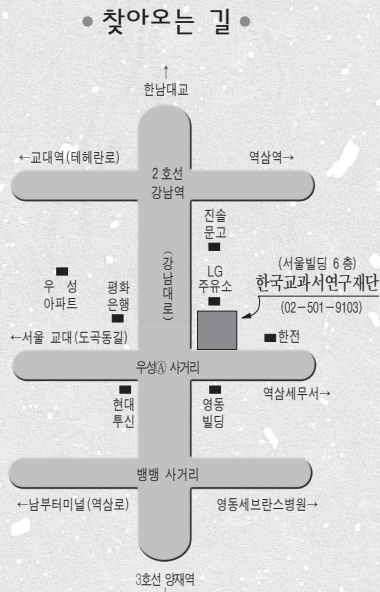 ● 찾아오는 길 ●
↑
한남대교
←교대역(테헤란로)
역삼역→
2호선
강남역
진솔
문고
(강남대로)
LG
주유소
(서울빌딩 6층)
한국교과서연구재단
(02-501-9103)
우 성
아파트
평화
은행
←서울 교대(도곡동길)
한전
우성Ⓐ 사거리
역삼세무서→
현대
투신
영동
빌딩
뱅뱅 사거리
←남부터미널(역삼로)
영동세브란스병원→
3호선 양재역